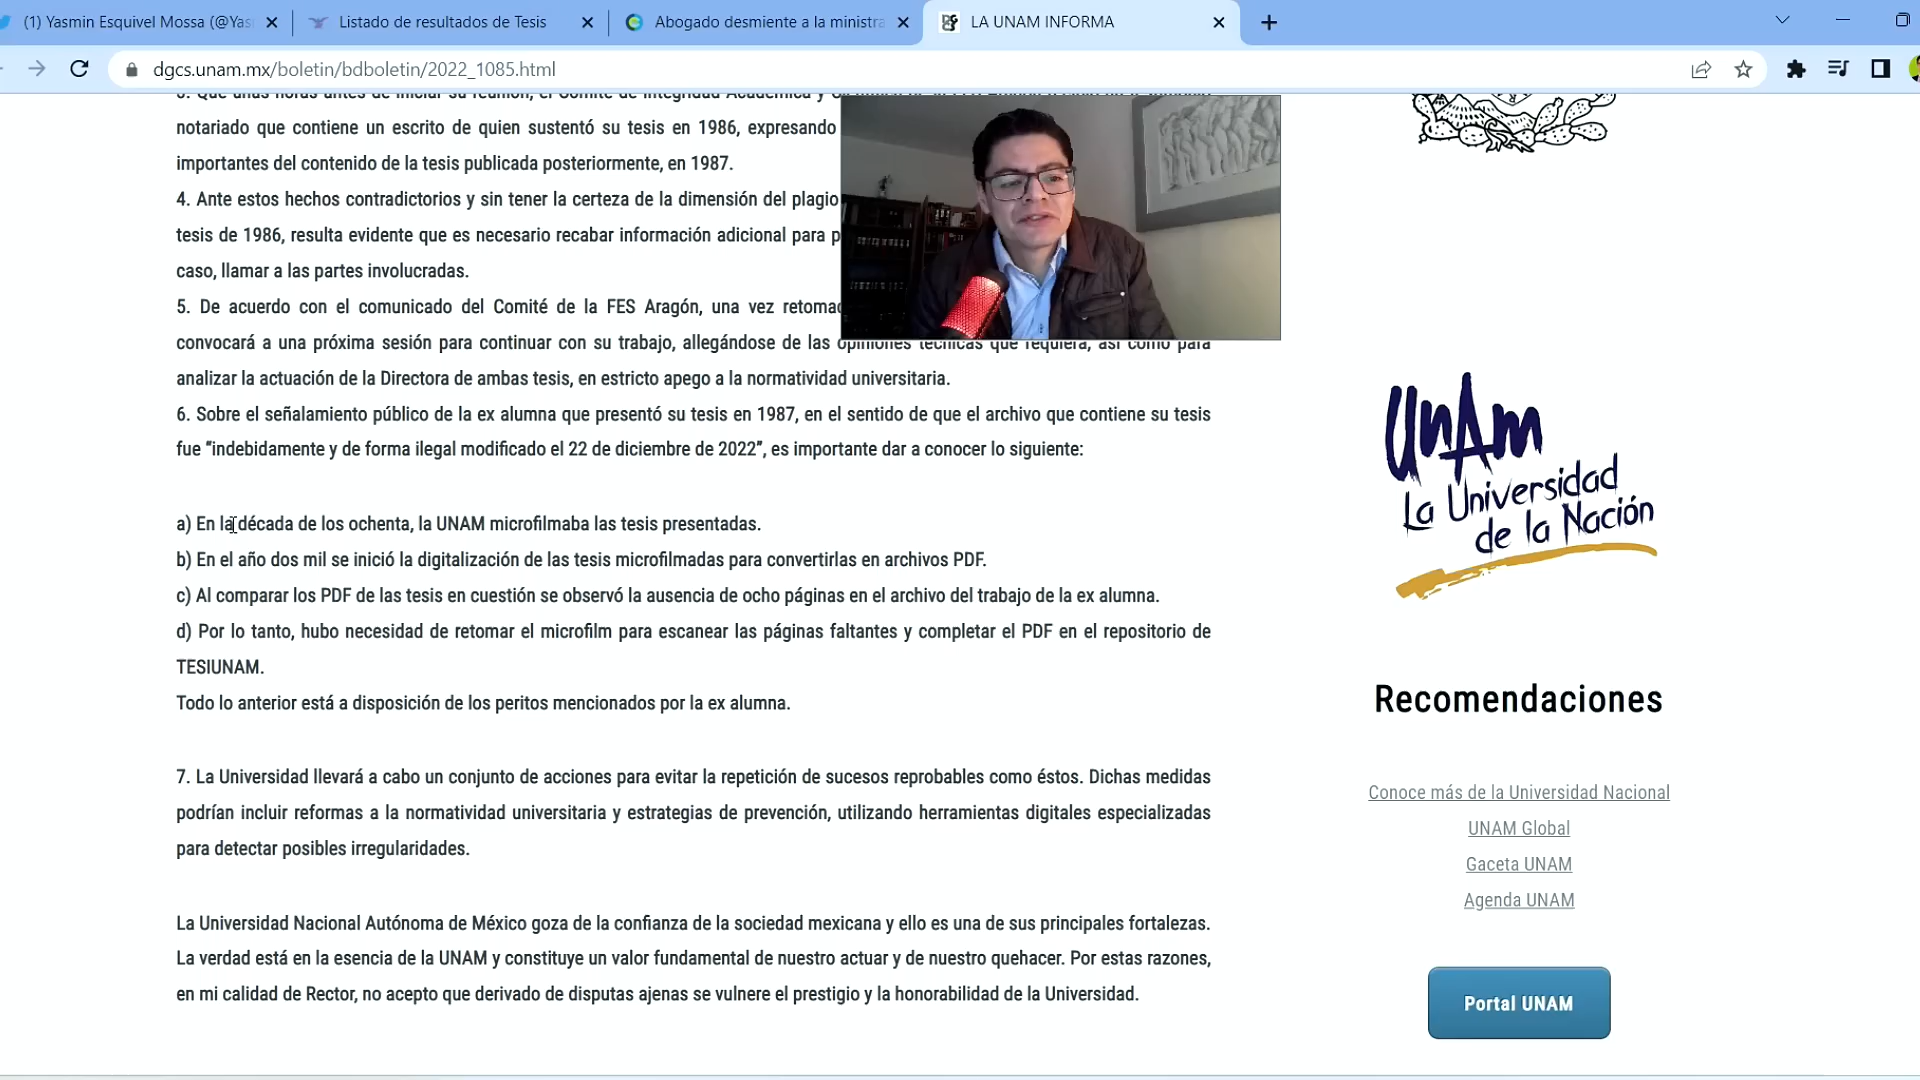 (1) Yasmin Esquivel Mossa (@Yas
Listado de resultados de Tesis
Abogado desmiente a la ministra
LA UNAM INFORMA
dgcs.unam.mx/boletin/bdboletin/2022_1085.html
notariado que contiene un escrito de quien sustentó su tesis en 1986, expresando
importantes del contenido de la tesis publicada posteriormente, en 1987.
4. Ante estos hechos contradictorios y sin tener la certeza de la dimensión del plagio
tesis de 1986, resulta evidente que es necesario recabar información adicional para p
caso, llamar a las partes involucradas.
5. De acuerdo con el comunicado del Comité de la FES Aragón, una vez retomad
convocará a una próxima sesión para continuar con su trabajo, allegándose de las opiniones técnicas que requiera, así como para
analizar la actuación de la Directora de ambas tesis, en estricto apego a la normatividad universitaria.
6. Sobre el señalamiento público de la ex alumna que presentó su tesis en 1987, en el sentido de que el archivo que contiene su tesis
fue "indebidamente y de forma ilegal modificado el 22 de diciembre de 2022", es importante dar a conocer lo siguiente:
a) En la década de los ochenta, la UNAM microfilmaba las tesis presentadas.
b) En el año dos mil se inició la digitalización de las tesis microfilmadas para convertirlas en archivos PDF.
c) Al comparar los PDF de las tesis en cuestión se observó la ausencia de ocho páginas en el archivo del trabajo de la ex alumna.
d) Por lo tanto, hubo necesidad de retomar el microfilm para escanear las páginas faltantes y completar el PDF en el repositorio de
TESIUNAM.
Todo lo anterior está a disposición de los peritos mencionados por la ex alumna.
7. La Universidad llevará a cabo un conjunto de acciones para evitar la repetición de sucesos reprobables como éstos. Dichas medidas
podrían incluir reformas a la normatividad universitaria y estrategias de prevención, utilizando herramientas digitales especializadas
para detectar posibles irregularidades.
La Universidad Nacional Autónoma de México goza de la confianza de la sociedad mexicana y ello es una de sus principales fortalezas.
La verdad está en la esencia de la UNAM y constituye un valor fundamental de nuestro actuar y de nuestro quehacer. Por estas razones,
en mi calidad de Rector, no acepto que derivado de disputas ajenas se vulnere el prestigio y la honorabilidad de la Universidad.
UnAm
La Universidad
de la Nación
Recomendaciones
Conoce más de la Universidad Nacional
UNAM Global
Gaceta UNAM
Agenda UNAM
Portal UNAM